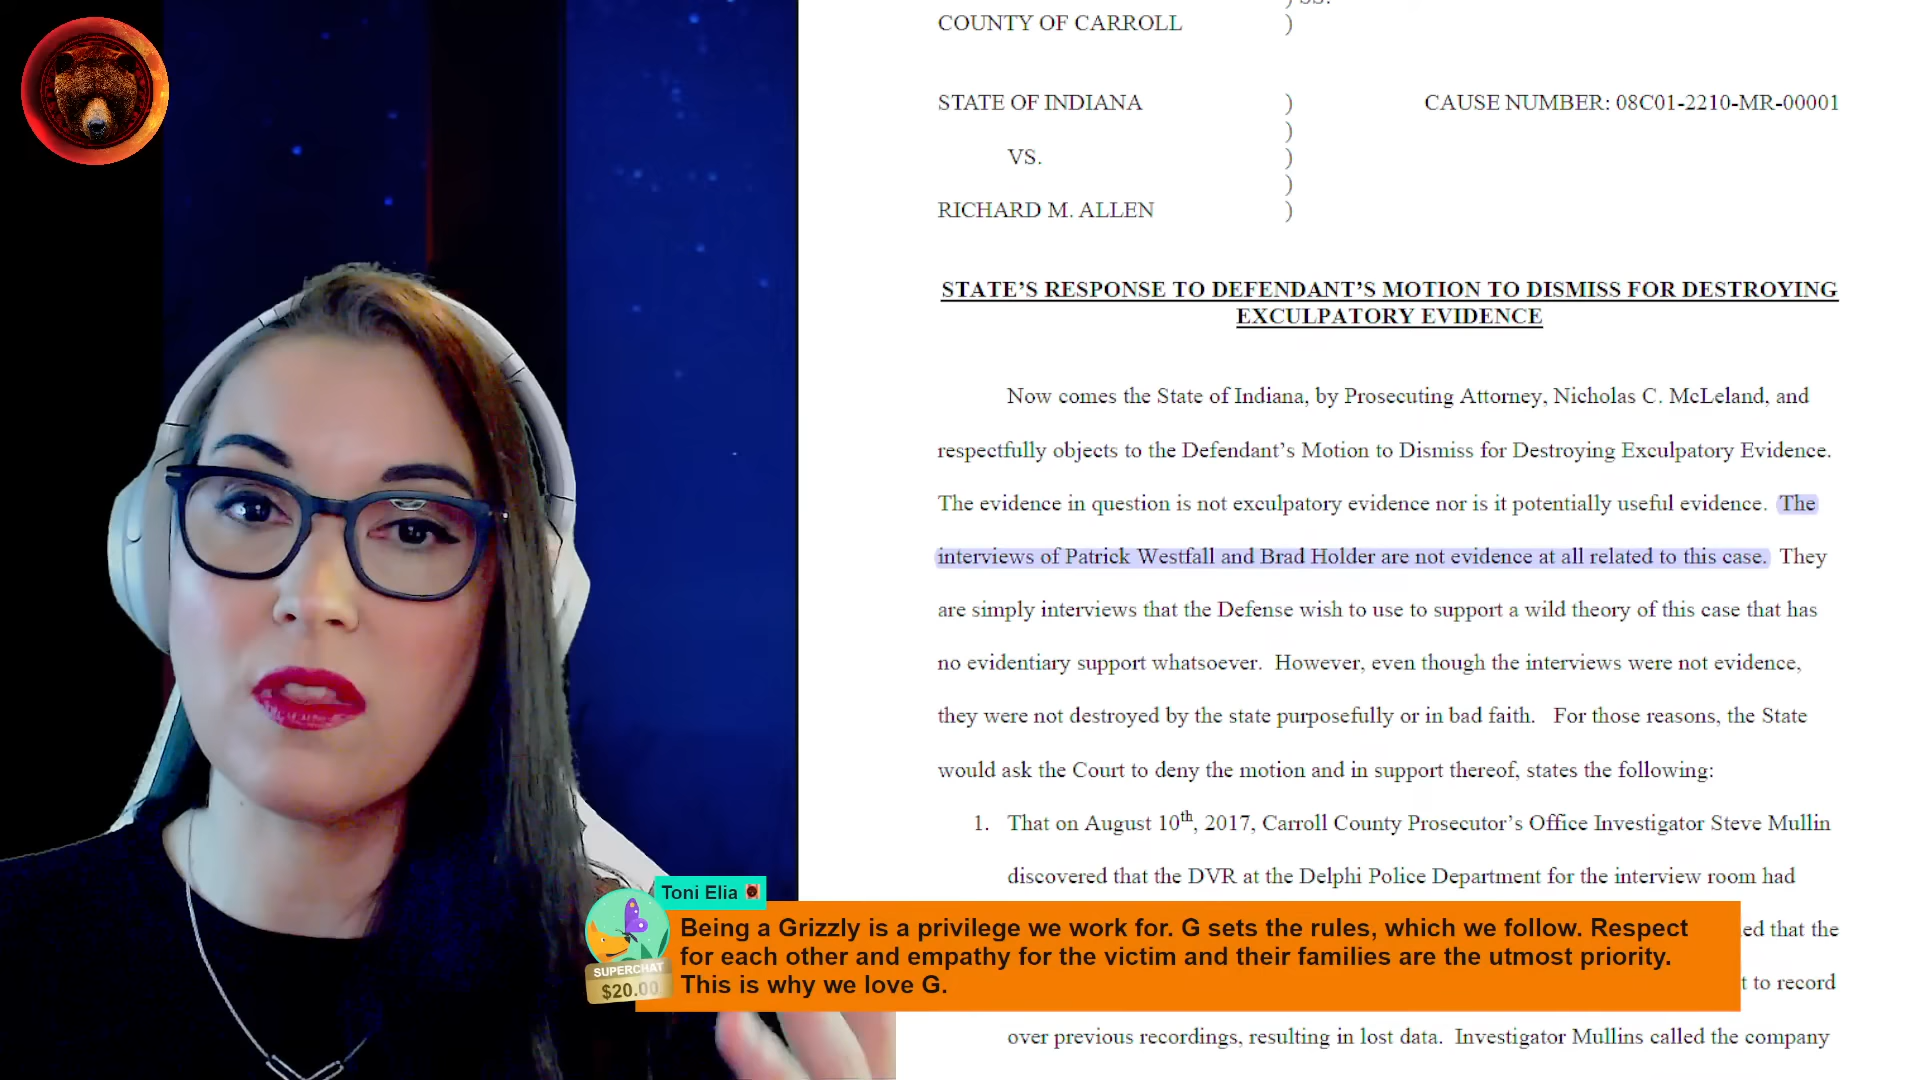 ) SS:
COUNTY OF CARROLL )
STATE OF INDIANA ) CAUSE NUMBER: 08C01-2210-MR-00001
)
VS. )
)
RICHARD M. ALLEN )
STATE’S RESPONSE TO DEFENDANT’S MOTION TO DISMISS FOR DESTROYING
EXCULPATORY EVIDENCE
Now comes the State of Indiana, by Prosecuting Attorney, Nicholas C. McLeland, and
respectfully objects to the Defendant’s Motion to Dismiss for Destroying Exculpatory Evidence.
The evidence in question is not exculpatory evidence nor is it potentially useful evidence. The
interviews of Patrick Westfall and Brad Holder are not evidence at all related to this case. They
are simply interviews that the Defense wish to use to support a wild theory of this case that has
no evidentiary support whatsoever. However, even though the interviews were not evidence,
they were not destroyed by the state purposefully or in bad faith. For those reasons, the State
would ask the Court to deny the motion and in support thereof, states the following:
1. That on August 10th, 2017, Carroll County Prosecutor’s Office Investigator Steve Mullin
discovered that the DVR at the Delphi Police Department for the interview room had
ed that the
t to record
over previous recordings, resulting in lost data. Investigator Mullins called the company
Toni Elia
Being a Grizzly is a privilege we work for. G sets the rules, which we follow. Respect
for each other and empathy for the victim and their families are the utmost priority.
This is why we love G.
SUPERCHAT
$20.00